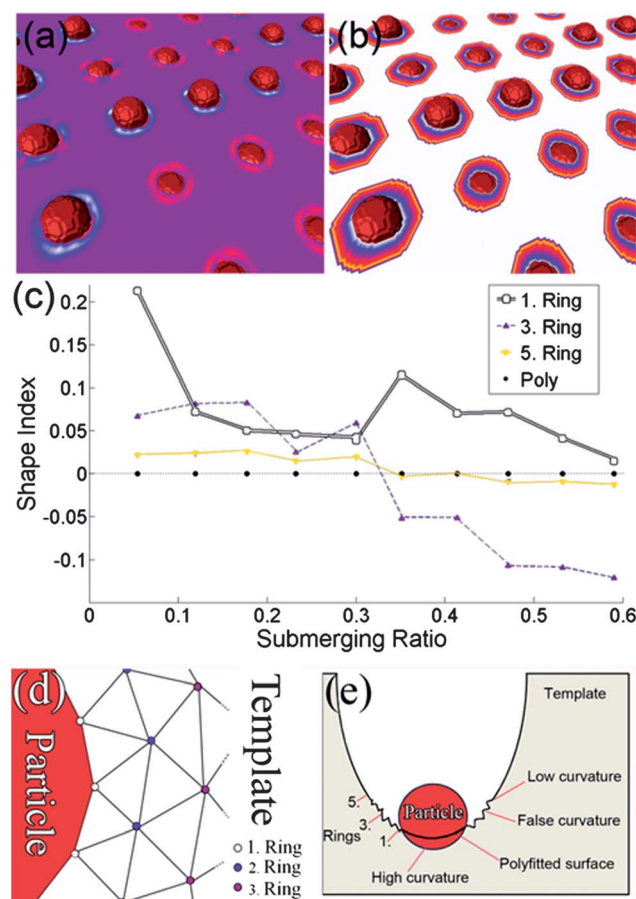 (a)
(b)
(c)
0.2
0.15
0.1
0.05
0
-0.05
-0.1
Shape Index
1. Ring
3. Ring
5. Ring
Poly
0
0.1
0.2
0.3
0.4
0.5
0.6
Submerging Ratio
(d)
Particle
Template
1. Ring
2. Ring
3. Ring
(e)
Template
Low curvature
5.
Particle
3.
False curvature
Rings
1.
Polyfitted surface
High curvature